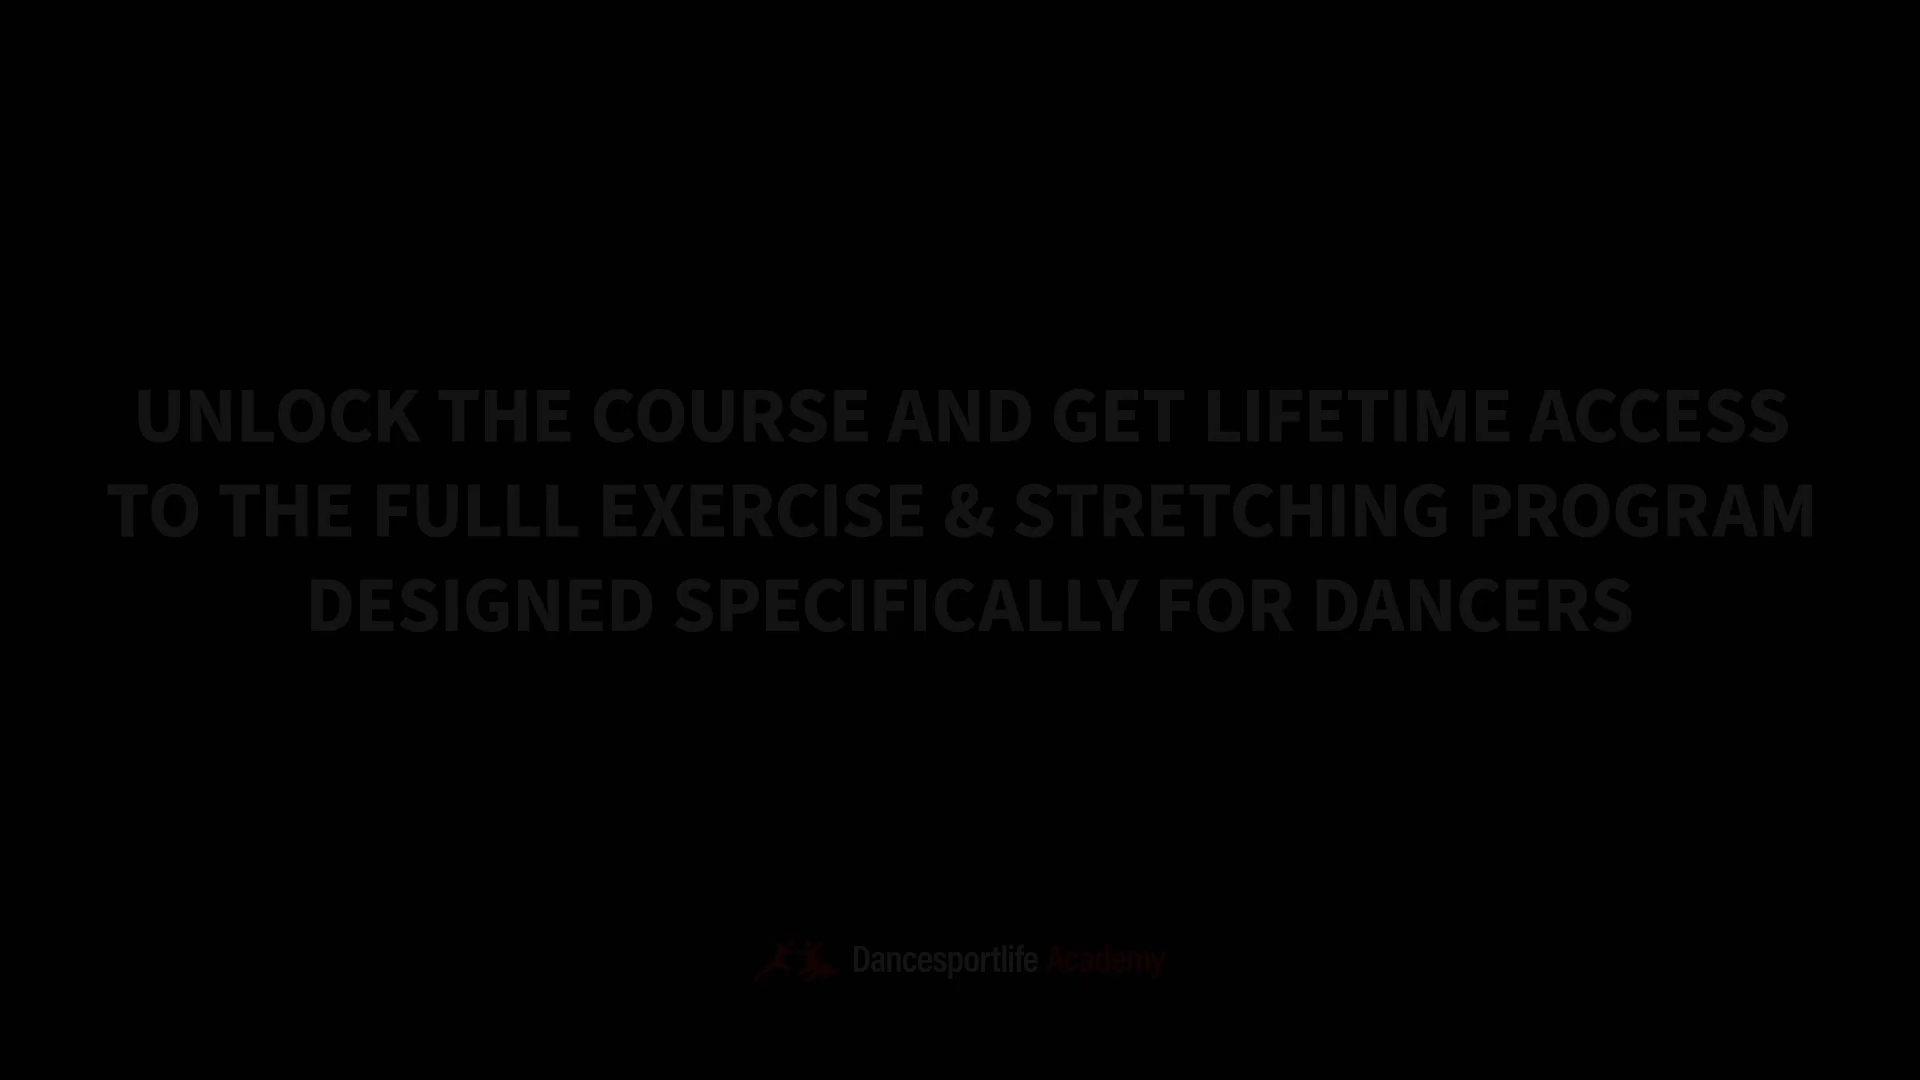 UNLOCK THE COURSE AND GET LIFETIME ACCESS
TO THE FULLL EXERCISE & STRETCHING PROGRAM
DESIGNED SPECIFICALLY FOR DANCERS
Dancesportlife Academy